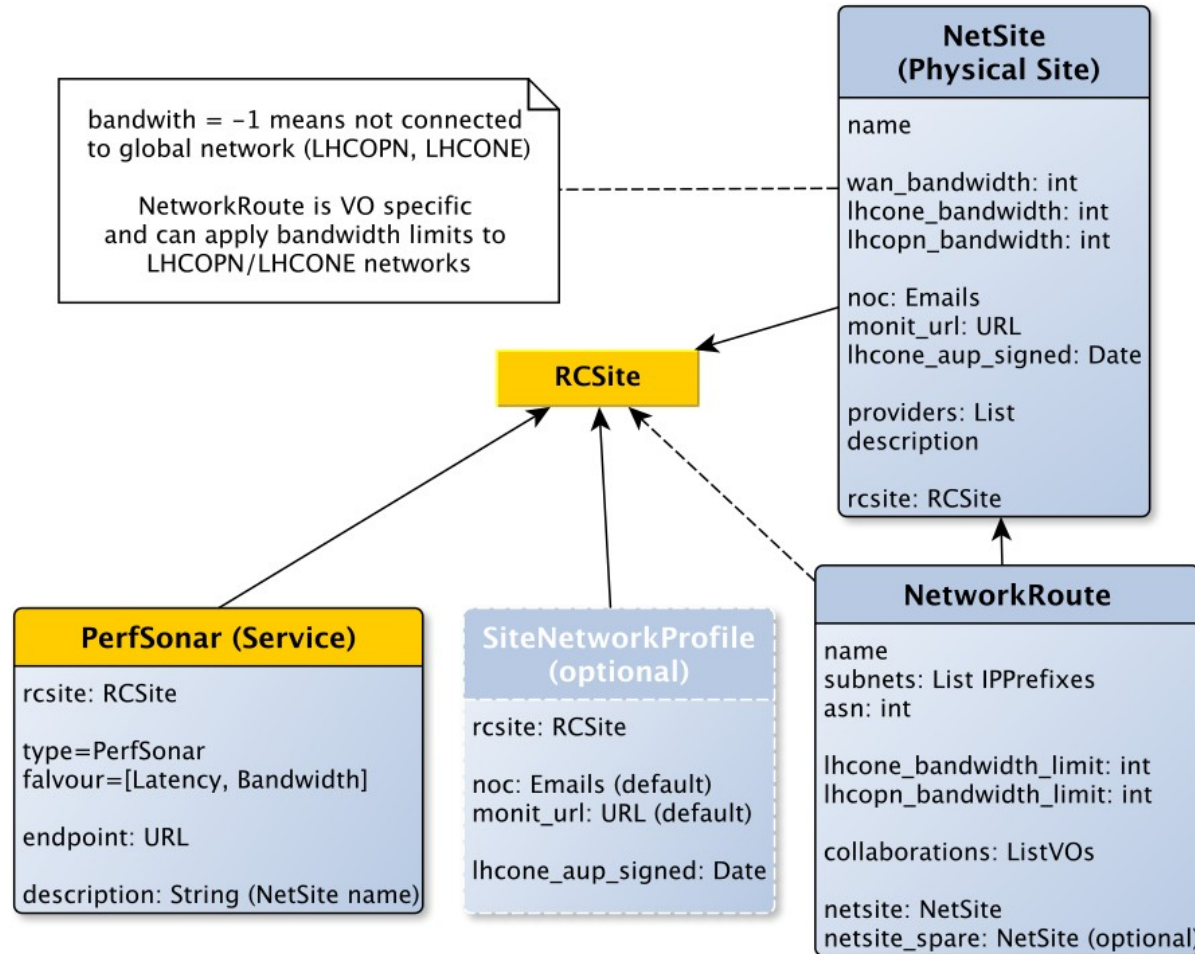 NetSite
(Physical Site)
name
wan_bandwidth: int
lhcone_bandwidth: int
lhcopn_bandwidth: int
noc: Emails
monit_url: URL
lhcone_aup_signed: Date
providers: List
description
rcsite: RCSite
bandwith = -1 means not connected
to global network (LHCOPN, LHCONE)
NetworkRoute is VO specific
and can apply bandwidth limits to
LHCOPN/LHCONE networks
RCSite
PerfSonar (Service)
rcsite: RCSite
type=PerfSonar
falvour=[Latency, Bandwidth]
endpoint: URL
description: String (NetSite name)
SiteNetworkProfile
(optional)
rcsite: RCSite
noc: Emails (default)
monit_url: URL (default)
lhcone_aup_signed: Date
NetworkRoute
name
subnets: List IPPrefixes
asn: int
lhcone_bandwidth_limit: int
lhcopn_bandwidth_limit: int
collaborations: ListVOs
netsite: NetSite
netsite_spare: NetSite (optional)